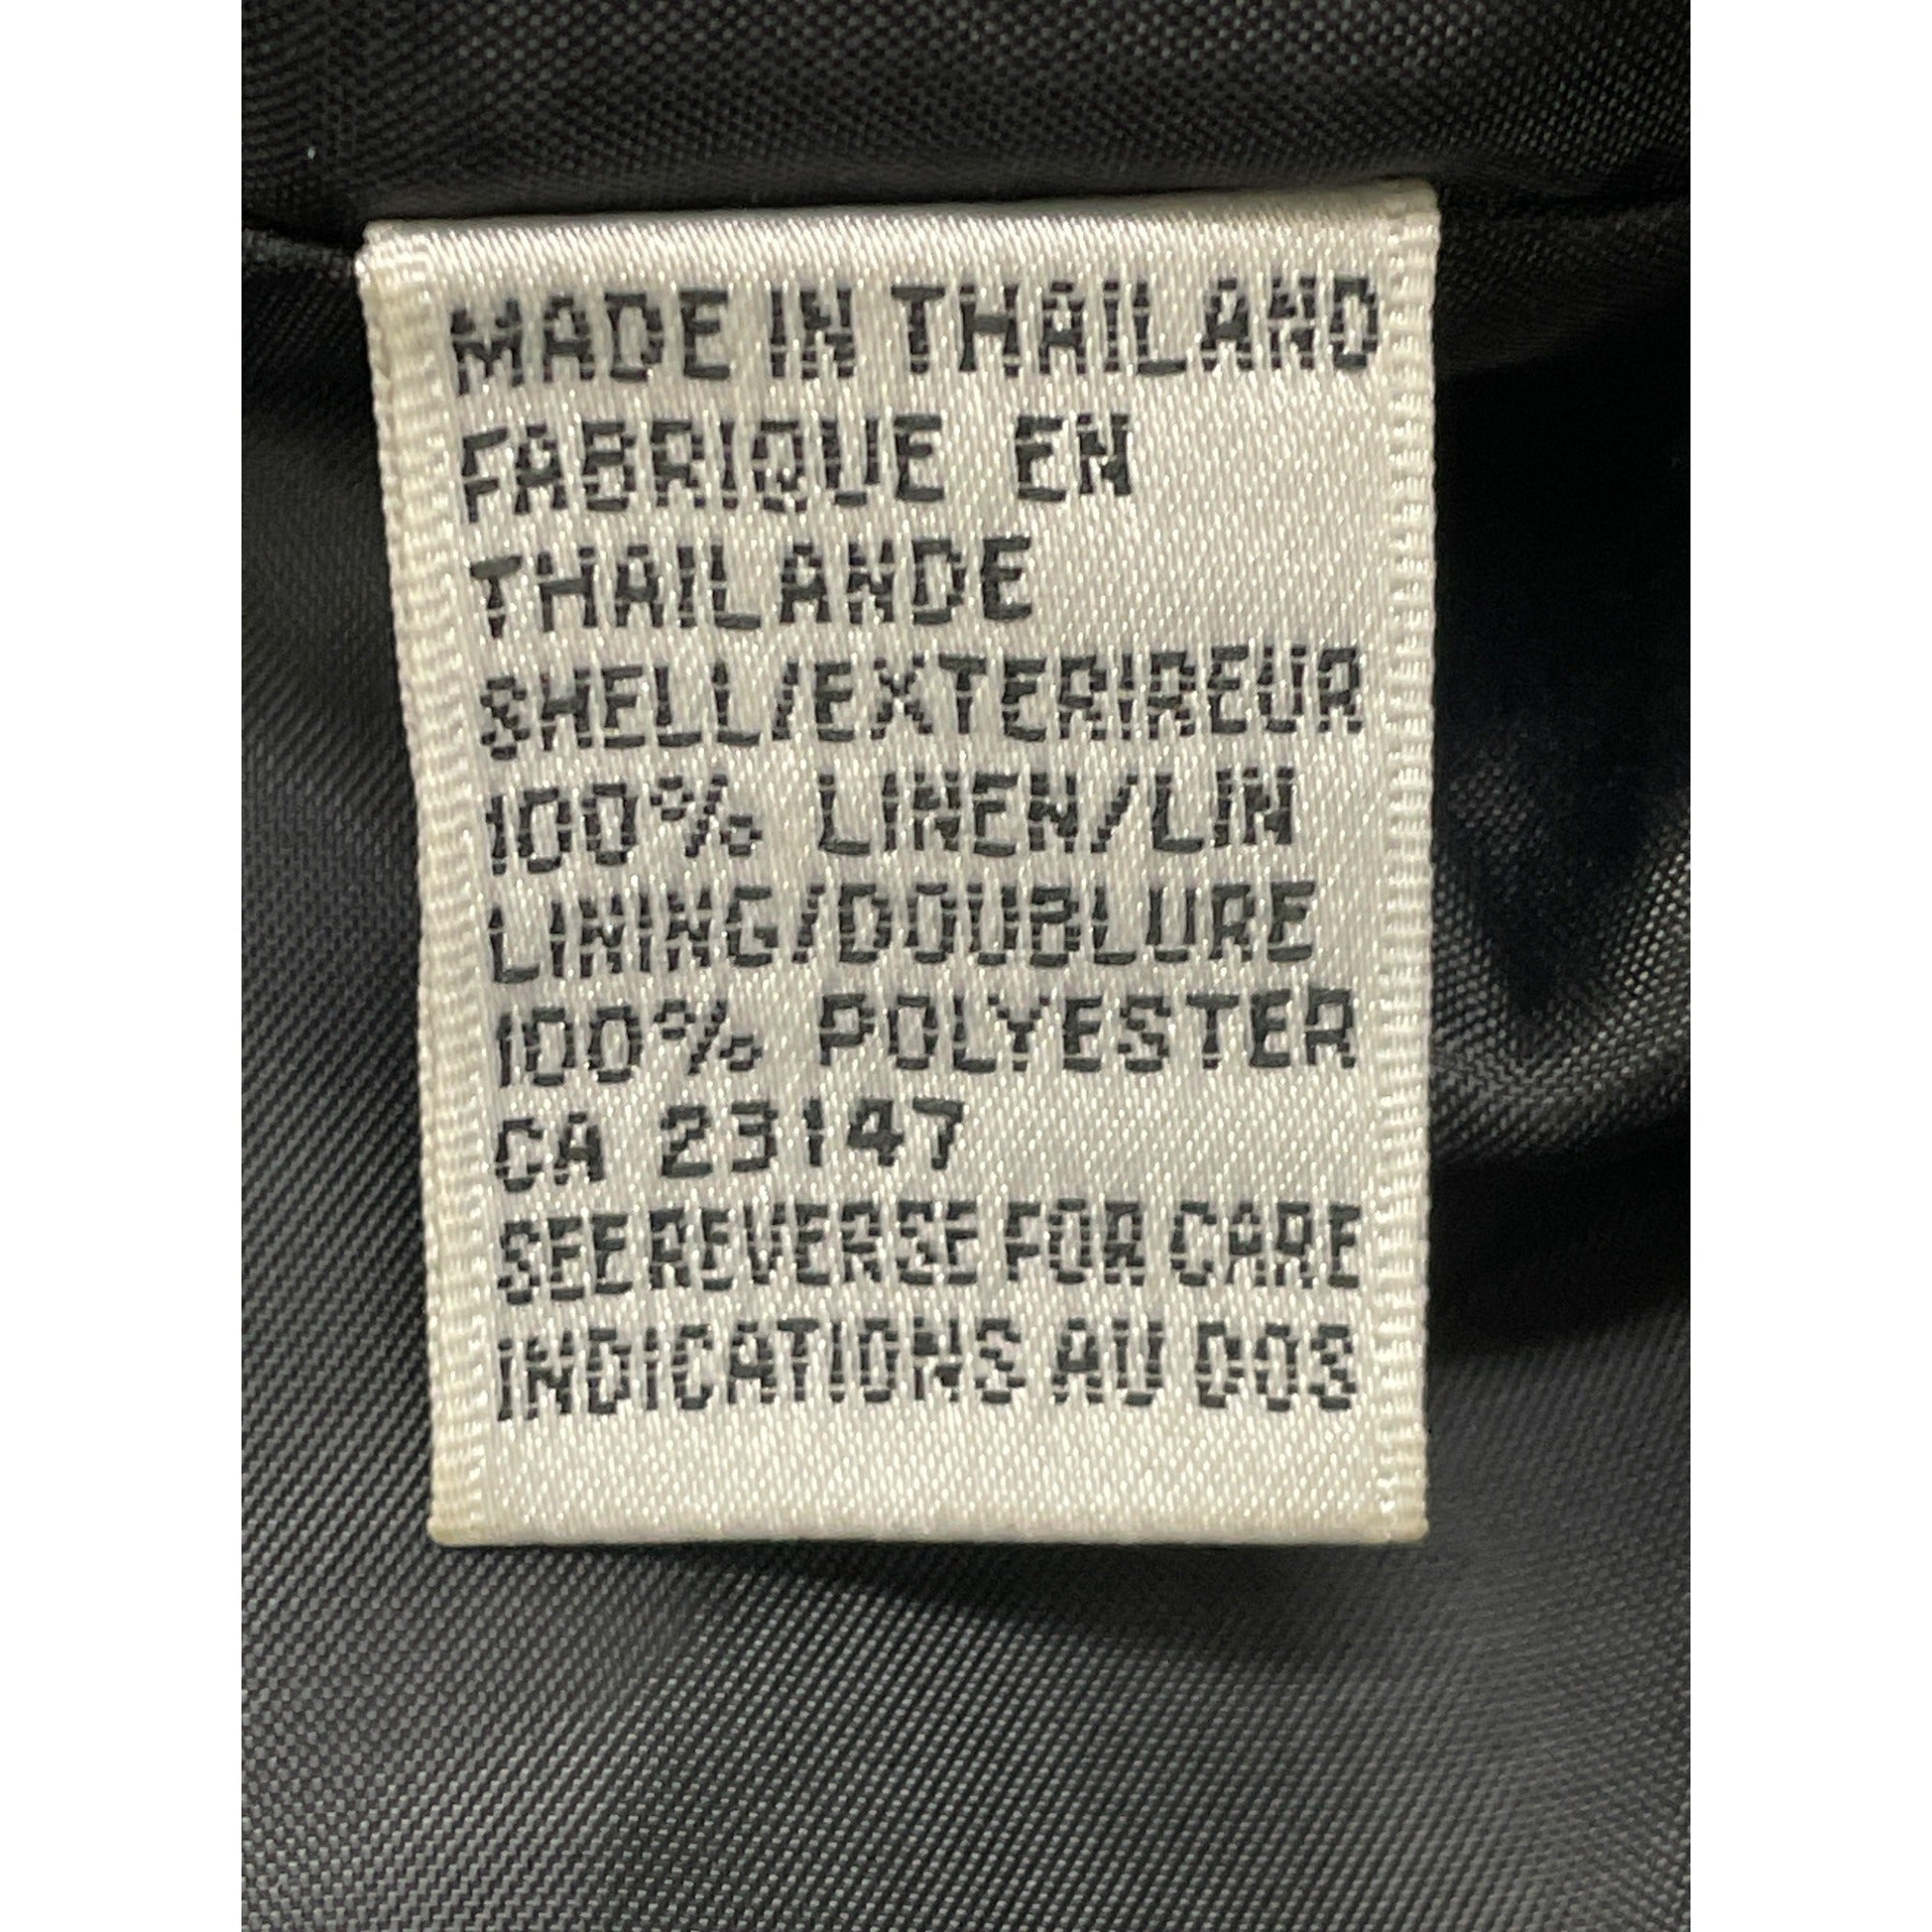 MADE IN THAILAND
FABRIQUE EN
THAILANDE
SHELL/EXTERIREUR
100% LINEN/LIN
LINING/DOUBLURE
100% POLYESTER
CA 23147
SEE REVERSE FOR CARE
INDICATIONS AU DOS